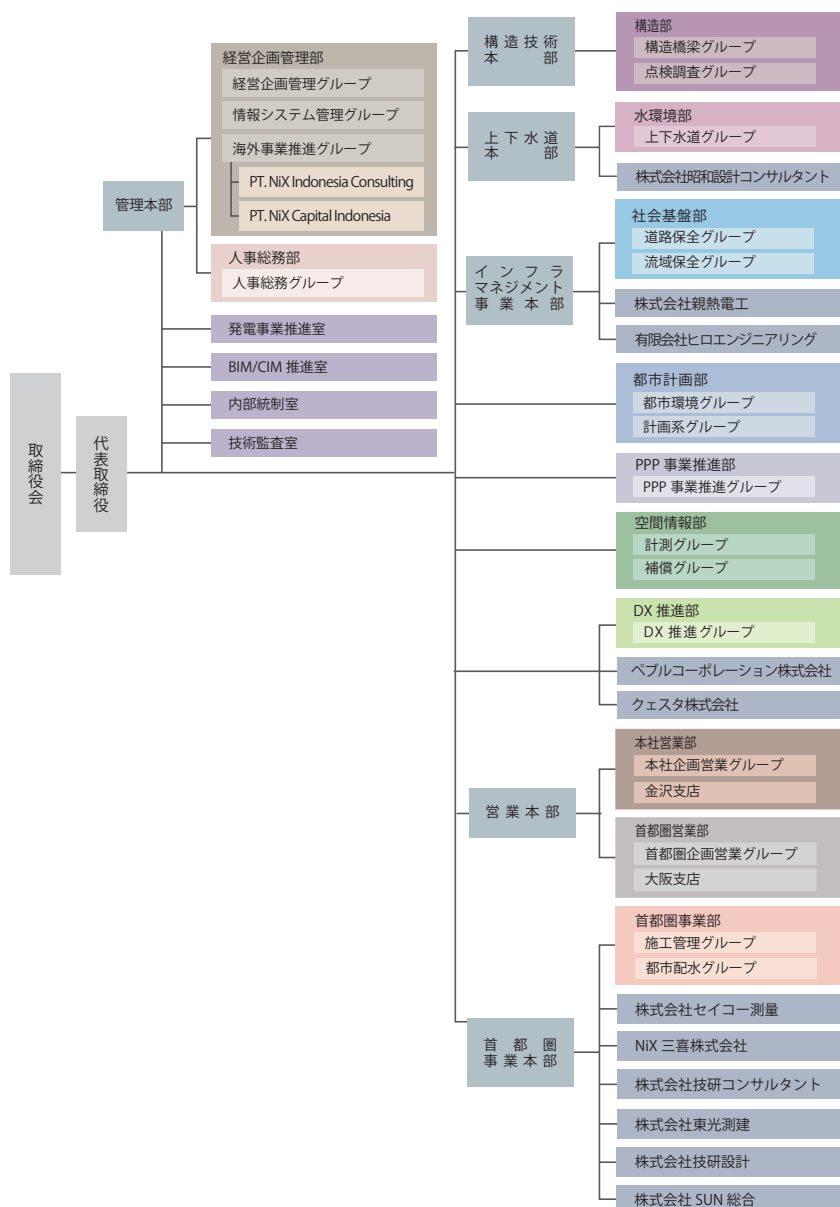 取締役会
代表取締役
管理本部
経営企画管理部
経営企画管理グループ
情報システム管理グループ
海外事業推進グループ
PT. NiX Indonesia Consulting
PT. NiX Capital Indonesia
人事総務部
人事総務グループ
発電事業推進室
BIM/CIM 推進室
内部統制室
技術監査室
構造技術
本部
構造部
構造橋梁グループ
点検調査グループ
上下水道
本部
水環境部
上下水道グループ
株式会社昭和設計コンサルタント
インフラ
マネジメント
事業本部
社会基盤部
道路保全グループ
流域保全グループ
株式会社親熱電工
有限会社ヒロエンジニアリング
都市計画部
都市環境グループ
計画系グループ
PPP 事業推進部
PPP 事業推進グループ
空間情報部
計測グループ
補償グループ
DX 推進部
DX 推進グループ
ペブルコーポレーション株式会社
クェスタ株式会社
営業本部
本社営業部
本社企画営業グループ
金沢支店
首都圏営業部
首都圏企画営業グループ
大阪支店
首都圏
事業本部
首都圏事業部
施工管理グループ
都市配水グループ
株式会社セイコー測量
NiX 三喜株式会社
株式会社技研コンサルタント
株式会社東光測建
株式会社技研設計
株式会社 SUN 総合